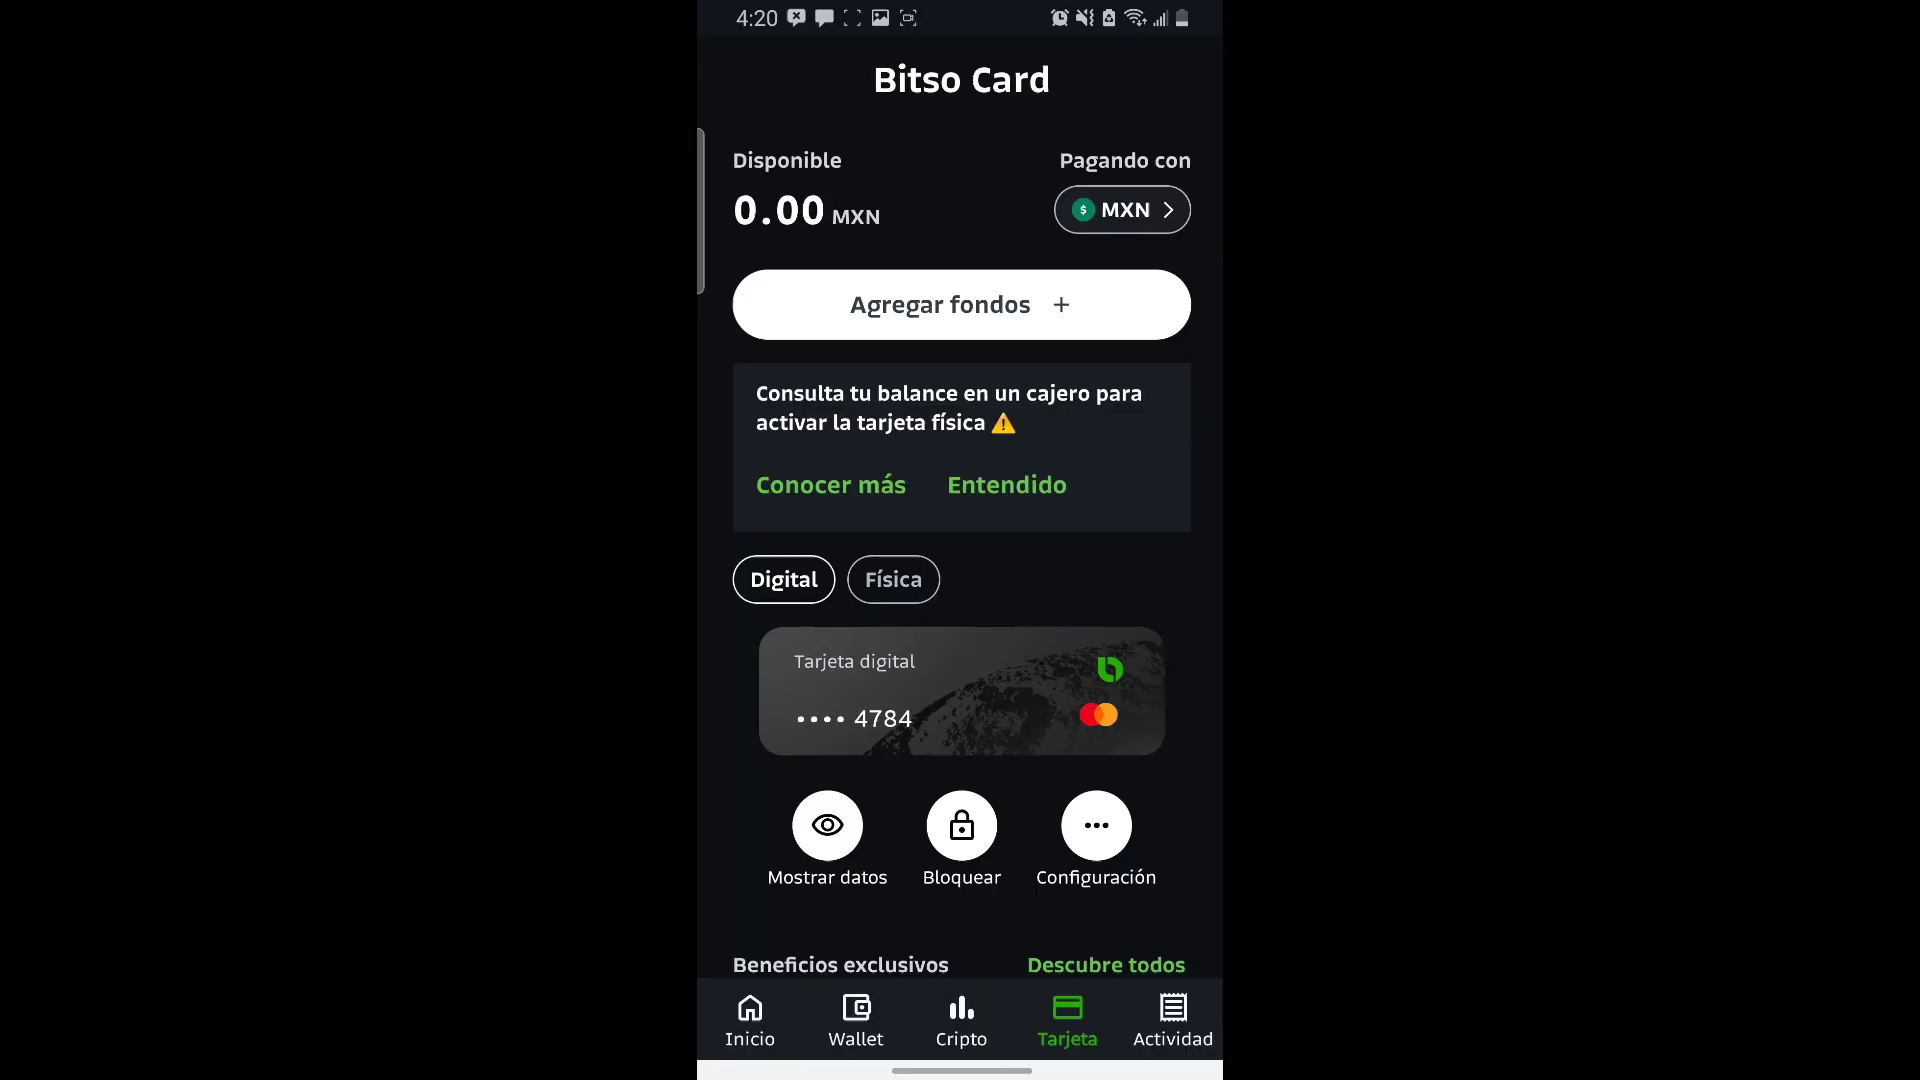 4:20
Bitso Card
Disponible
Pagando con
0.00 MXN
$ MXN
Agregar fondos +
Consulta tu balance en un cajero para
activar la tarjeta física
Conocer más
Entendido
Digital
Física
Tarjeta digital
•••• 4784
Mostrar datos
Bloquear
Configuración
Beneficios exclusivos
Descubre todos
Inicio
Wallet
Cripto
Tarjeta
Actividad